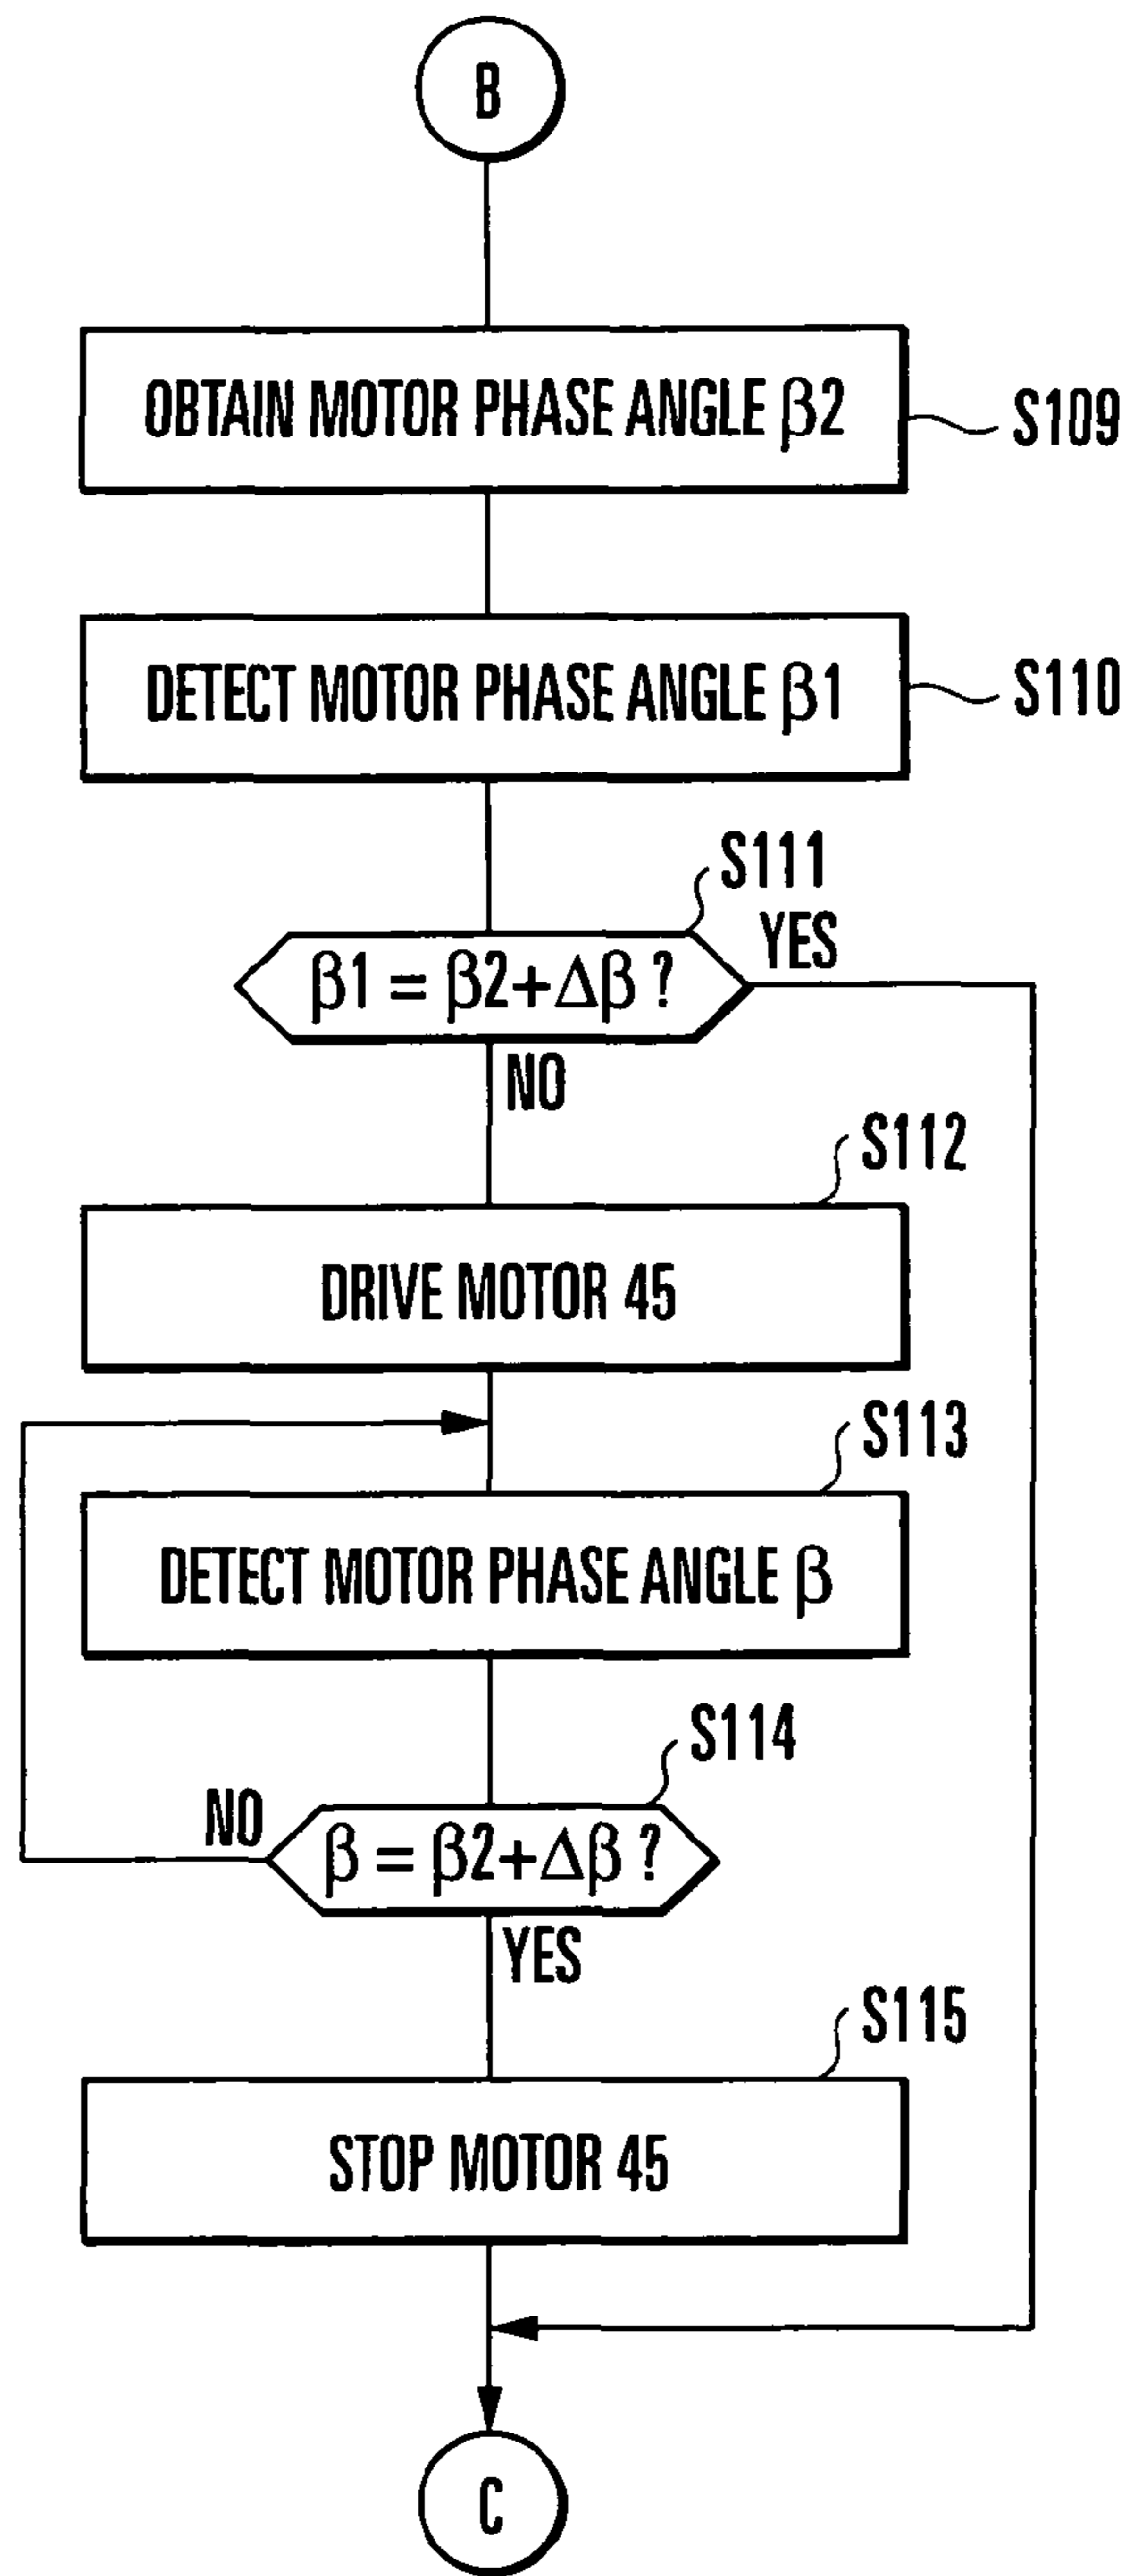 B
OBTAIN MOTOR PHASE ANGLE β2
S109
DETECT MOTOR PHASE ANGLE β1
S110
S111
β1 = β2+Δβ ?
YES
NO
S112
DRIVE MOTOR 45
S113
DETECT MOTOR PHASE ANGLE β
S114
NO
β = β2+Δβ ?
YES
S115
STOP MOTOR 45
C